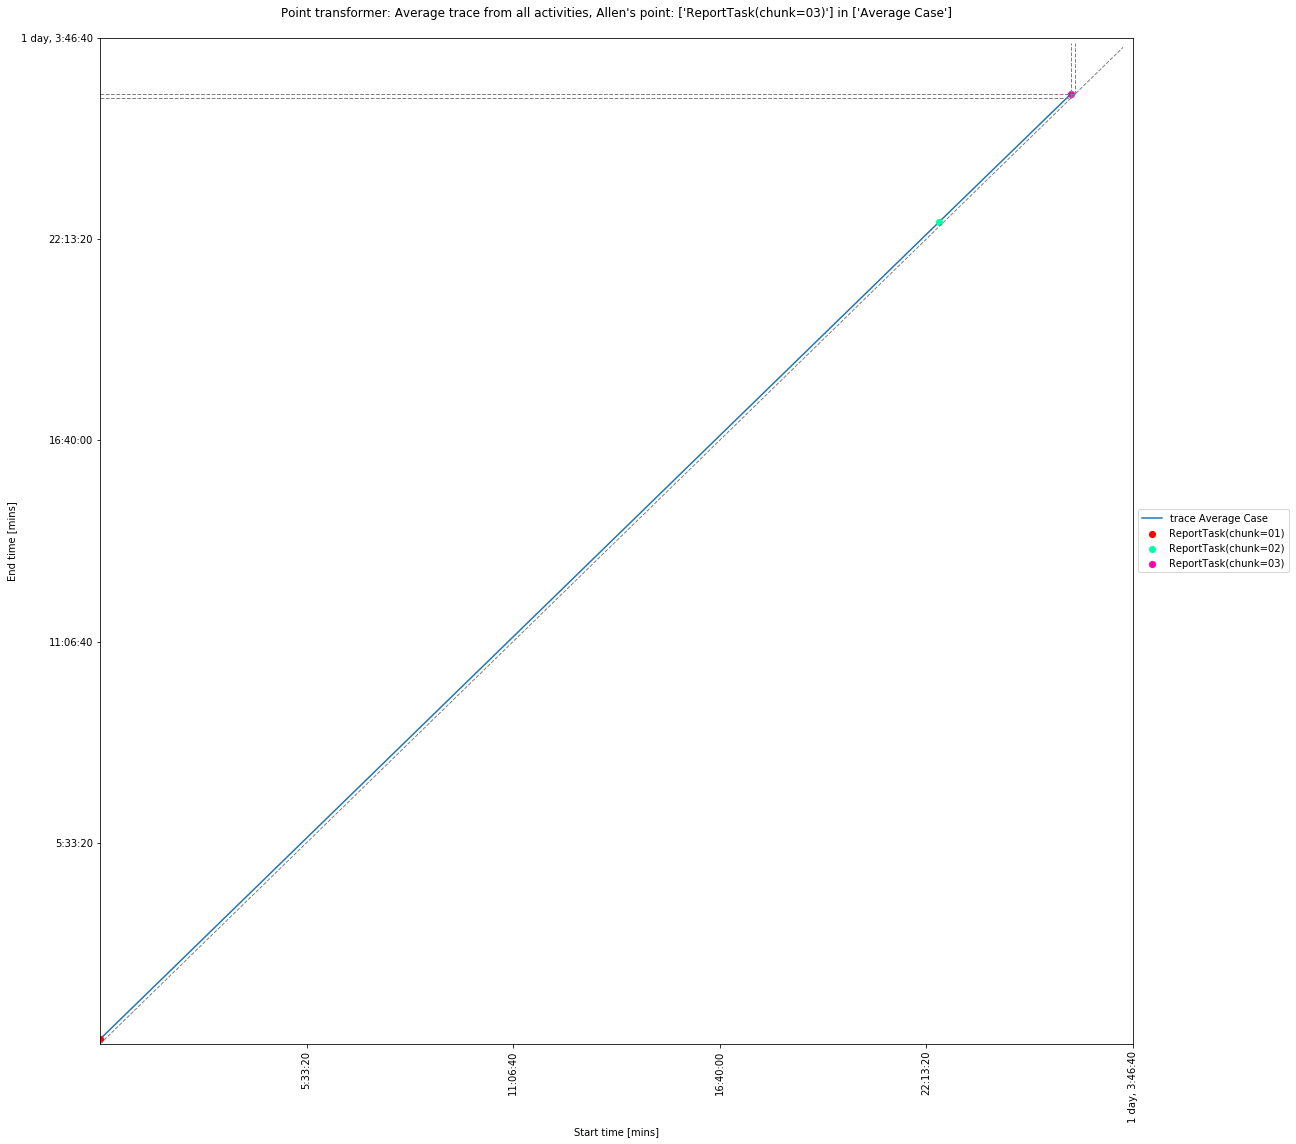 Point transformer: Average trace from all activities, Allen's point: ['ReportTask(chunk=03)'] in ['Average Case']
1 day, 3:46:40
22:13:20
16:40:00
11:06:40
5:33:20
End time [mins]
trace Average Case
ReportTask(chunk=01)
ReportTask(chunk=02)
ReportTask(chunk=03)
5:33:20
11:06:40
16:40:00
22:13:20
1 day, 3:46:40
Start time [mins]